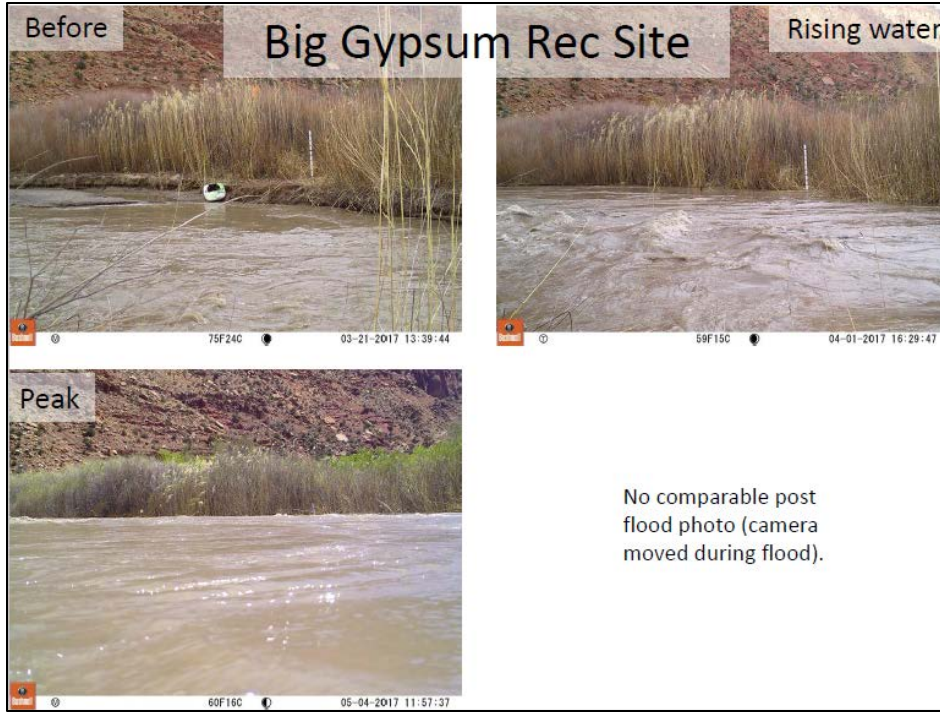 Before
Big Gypsum Rec Site
Rising water
75F24C
03-21-2017 13:39:44
59F15C
04-01-2017 16:29:47
Peak
No comparable post
flood photo (camera
moved during flood).
60F16C
05-04-2017 11:57:37